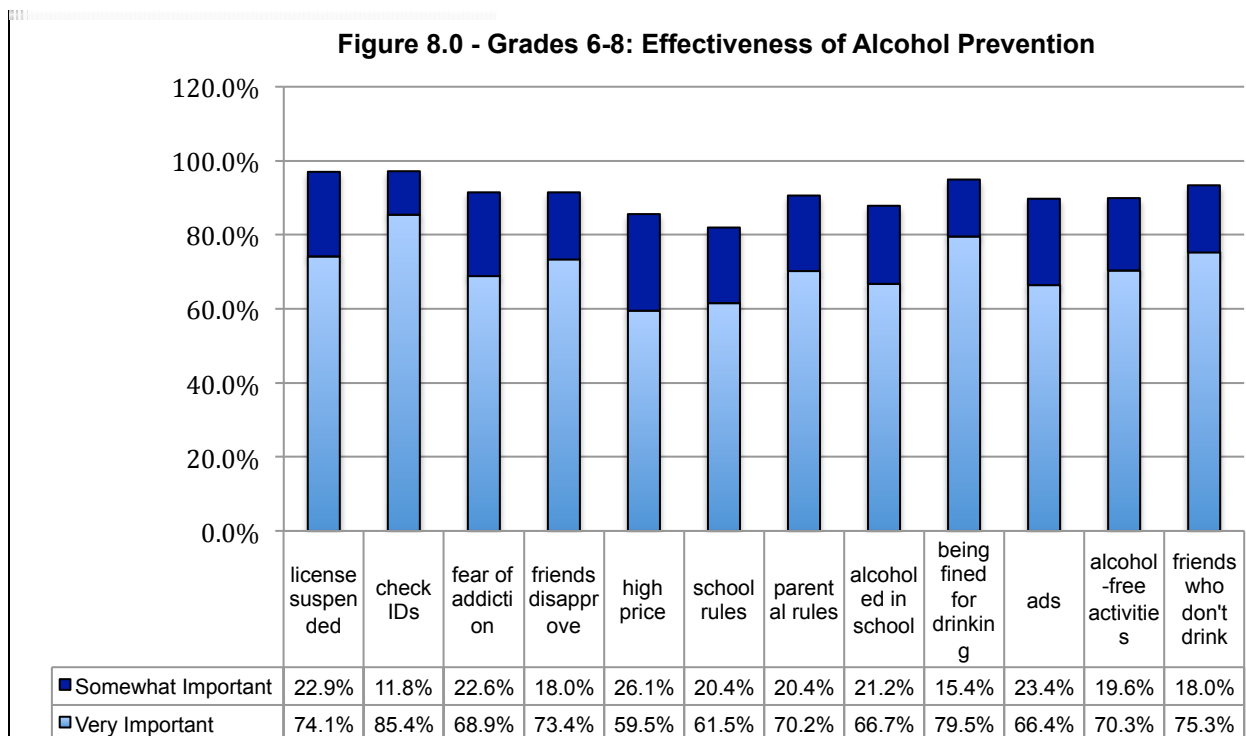 Figure 8.0 - Grades 6-8: Effectiveness of Alcohol Prevention
120.0%
100.0%
80.0%
60.0%
40.0%
20.0%
0.0%
license suspen ded
check IDs
fear of addicti on
friends disappr ove
high price
school rules
parent al rules
alcohol ed in school
being fined for drinkin g
ads
alcohol -free activitie s
friends who don't drink
Somewhat Important 22.9% 11.8% 22.6% 18.0% 26.1% 20.4% 20.4% 21.2% 15.4% 23.4% 19.6% 18.0%
Very Important 74.1% 85.4% 68.9% 73.4% 59.5% 61.5% 70.2% 66.7% 79.5% 66.4% 70.3% 75.3%